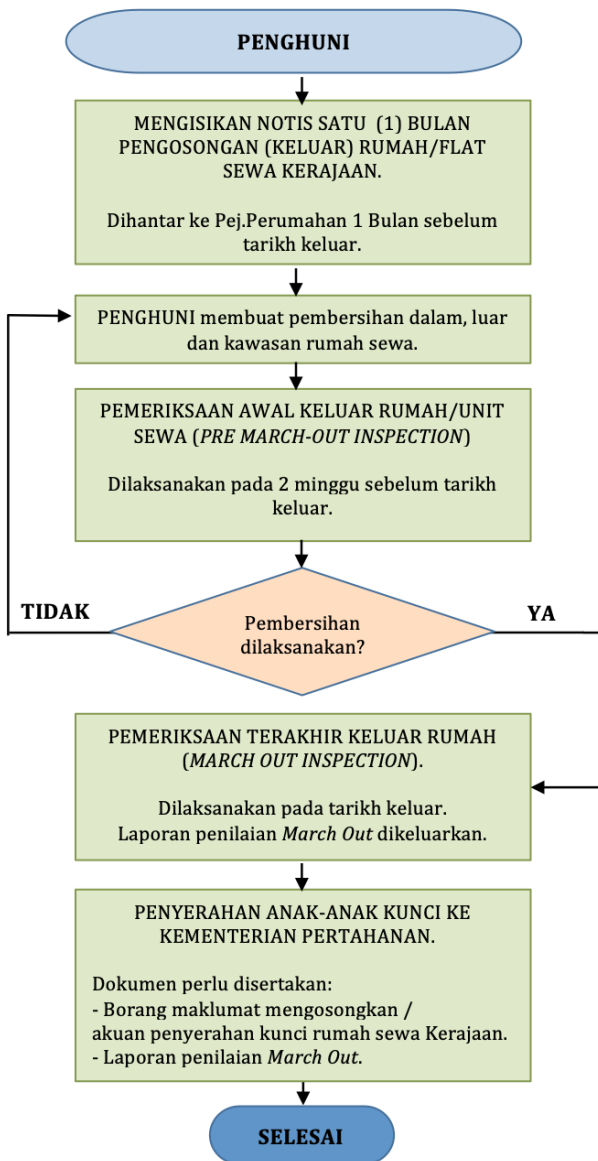 PENGHUNI
MENGISIKAN NOTIS SATU (1) BULAN
PENGOSONGAN (KELUAR) RUMAH/FLAT
SEWA KERAJAAN.
Dihantar ke Pej.Perumahan 1 Bulan sebelum
tarikh keluar.
PENGHUNI membuat pembersihan dalam, luar
dan kawasan rumah sewa.
PEMERIKSAAN AWAL KELUAR RUMAH/UNIT
SEWA (PRE MARCH-OUT INSPECTION)
Dilaksanakan pada 2 minggu sebelum tarikh
keluar.
TIDAK
YA
Pembersihan
dilaksanakan?
PEMERIKSAAN TERAKHIR KELUAR RUMAH
(MARCH OUT INSPECTION).
Dilaksanakan pada tarikh keluar.
Laporan penilaian March Out dikeluarkan.
PENYERAHAN ANAK-ANAK KUNCI KE
KEMENTERIAN PERTAHANAN.
Dokumen perlu disertakan:
- Borang maklumat mengosongkan /
akuan penyerahan kunci rumah sewa Kerajaan.
- Laporan penilaian March Out.
SELESAI